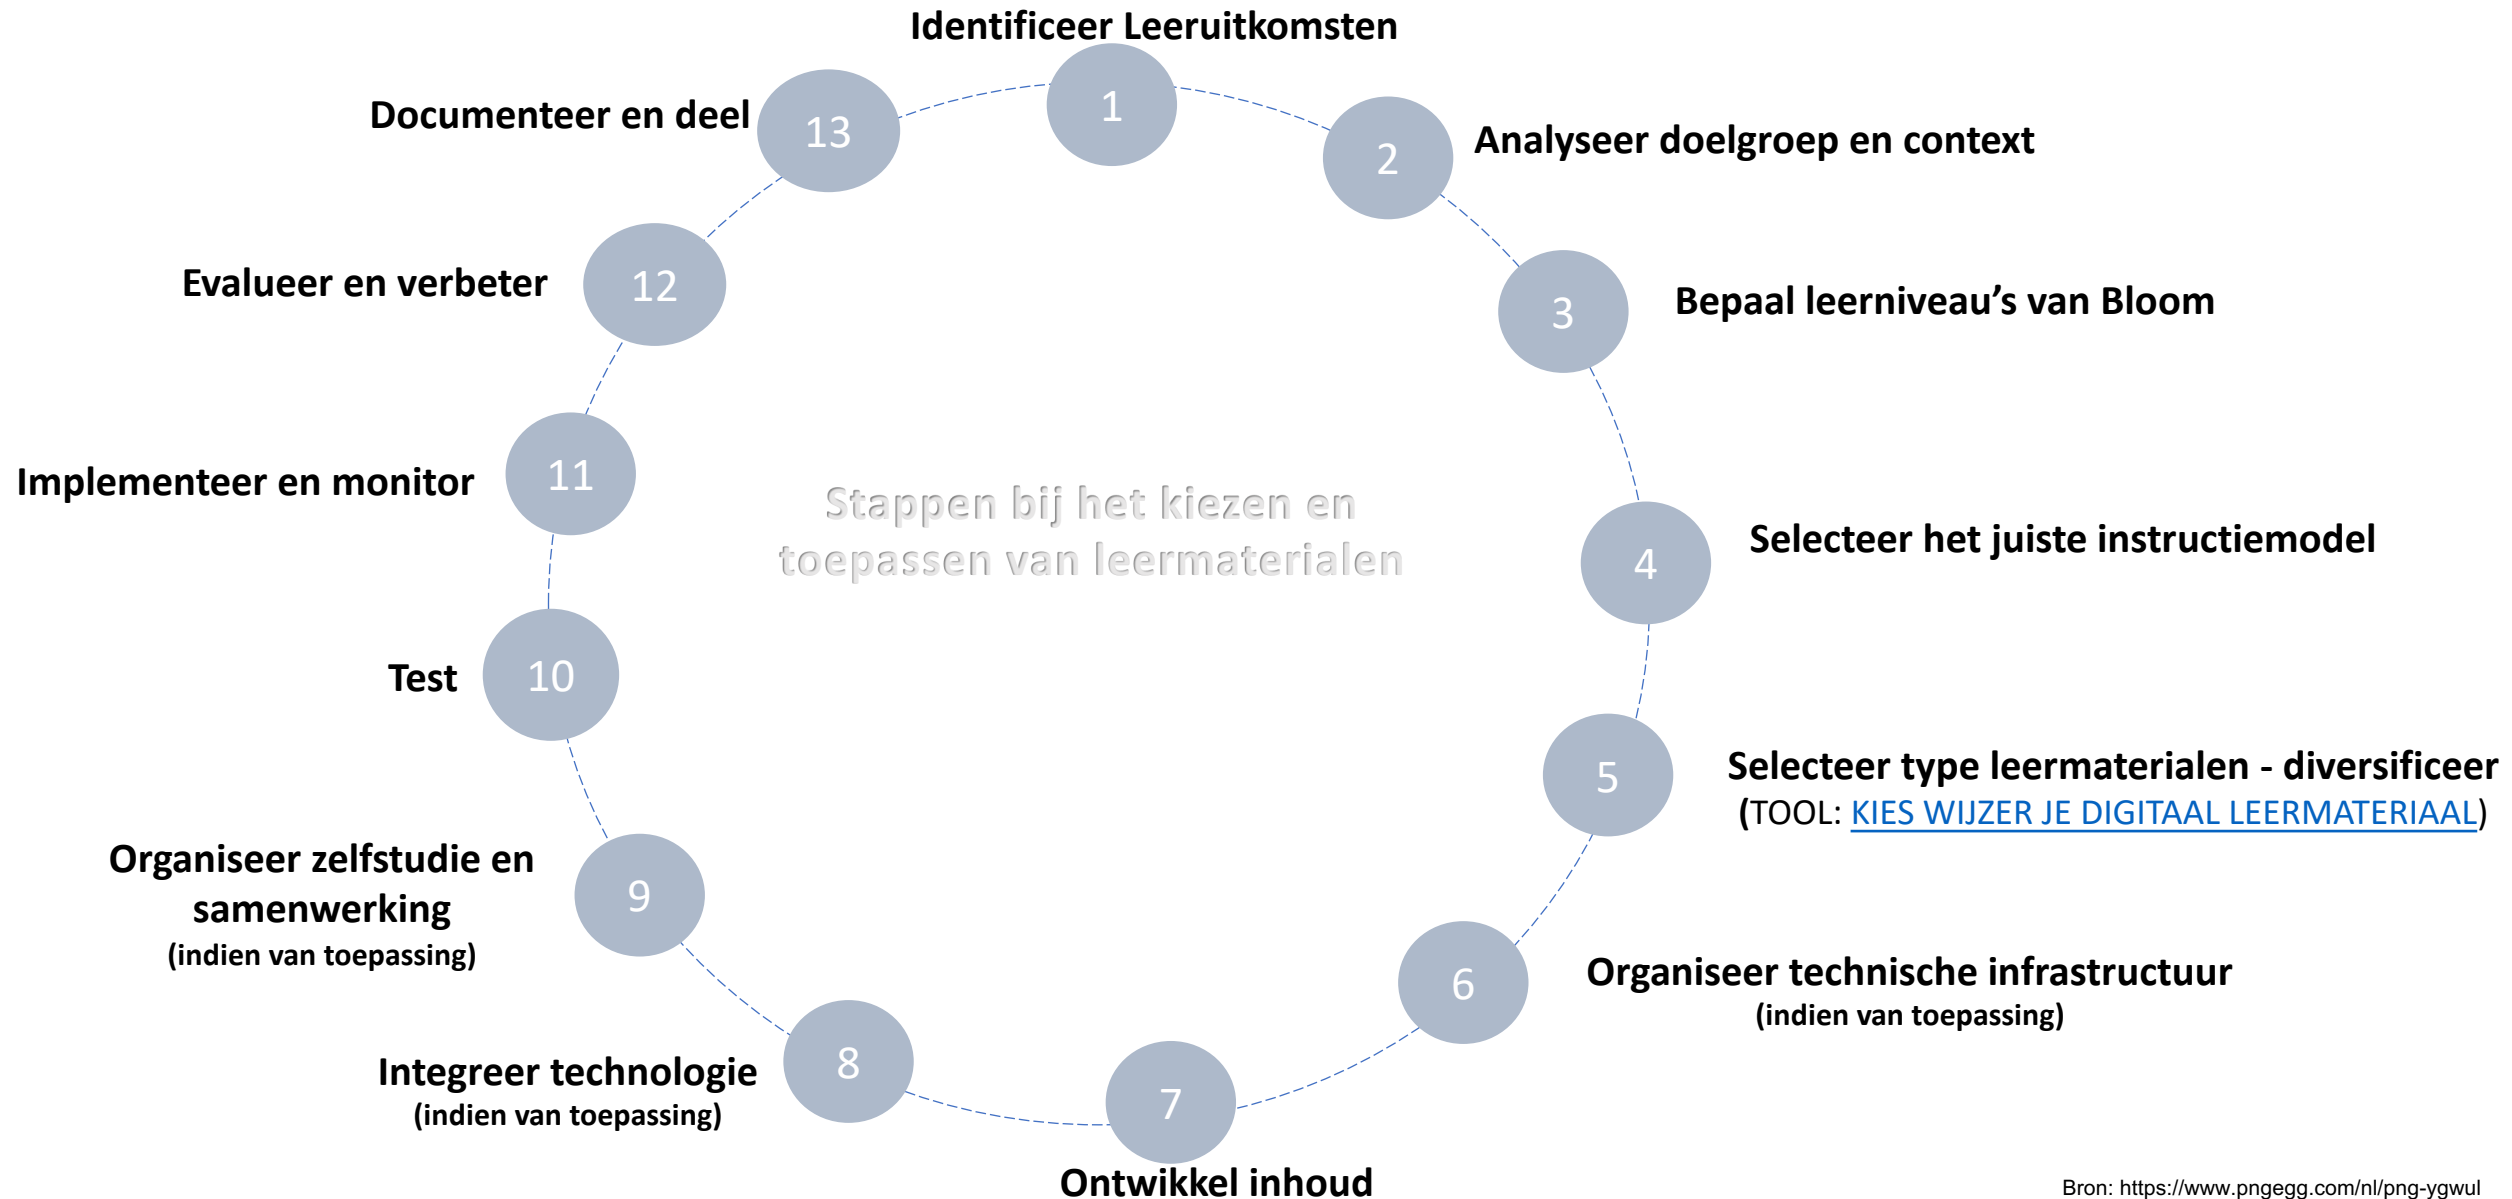 Stappen bij het kiezen en
toepassen van leermaterialen
1
Identificeer Leeruitkomsten
2
Analyseer doelgroep en context
3
Bepaal leerniveau’s van Bloom
4
Selecteer het juiste instructiemodel
5
Selecteer type leermaterialen - diversificeer
(TOOL: KIES WIJZER JE DIGITAAL LEERMATERIAAL)
6
Organiseer technische infrastructuur
(indien van toepassing)
7
Ontwikkel inhoud
8
Integreer technologie
(indien van toepassing)
9
Organiseer zelfstudie en
samenwerking
(indien van toepassing)
10
Test
11
Implementeer en monitor
12
Evalueer en verbeter
13
Documenteer en deel
Bron: https://www.pngegg.com/nl/png-ygwul